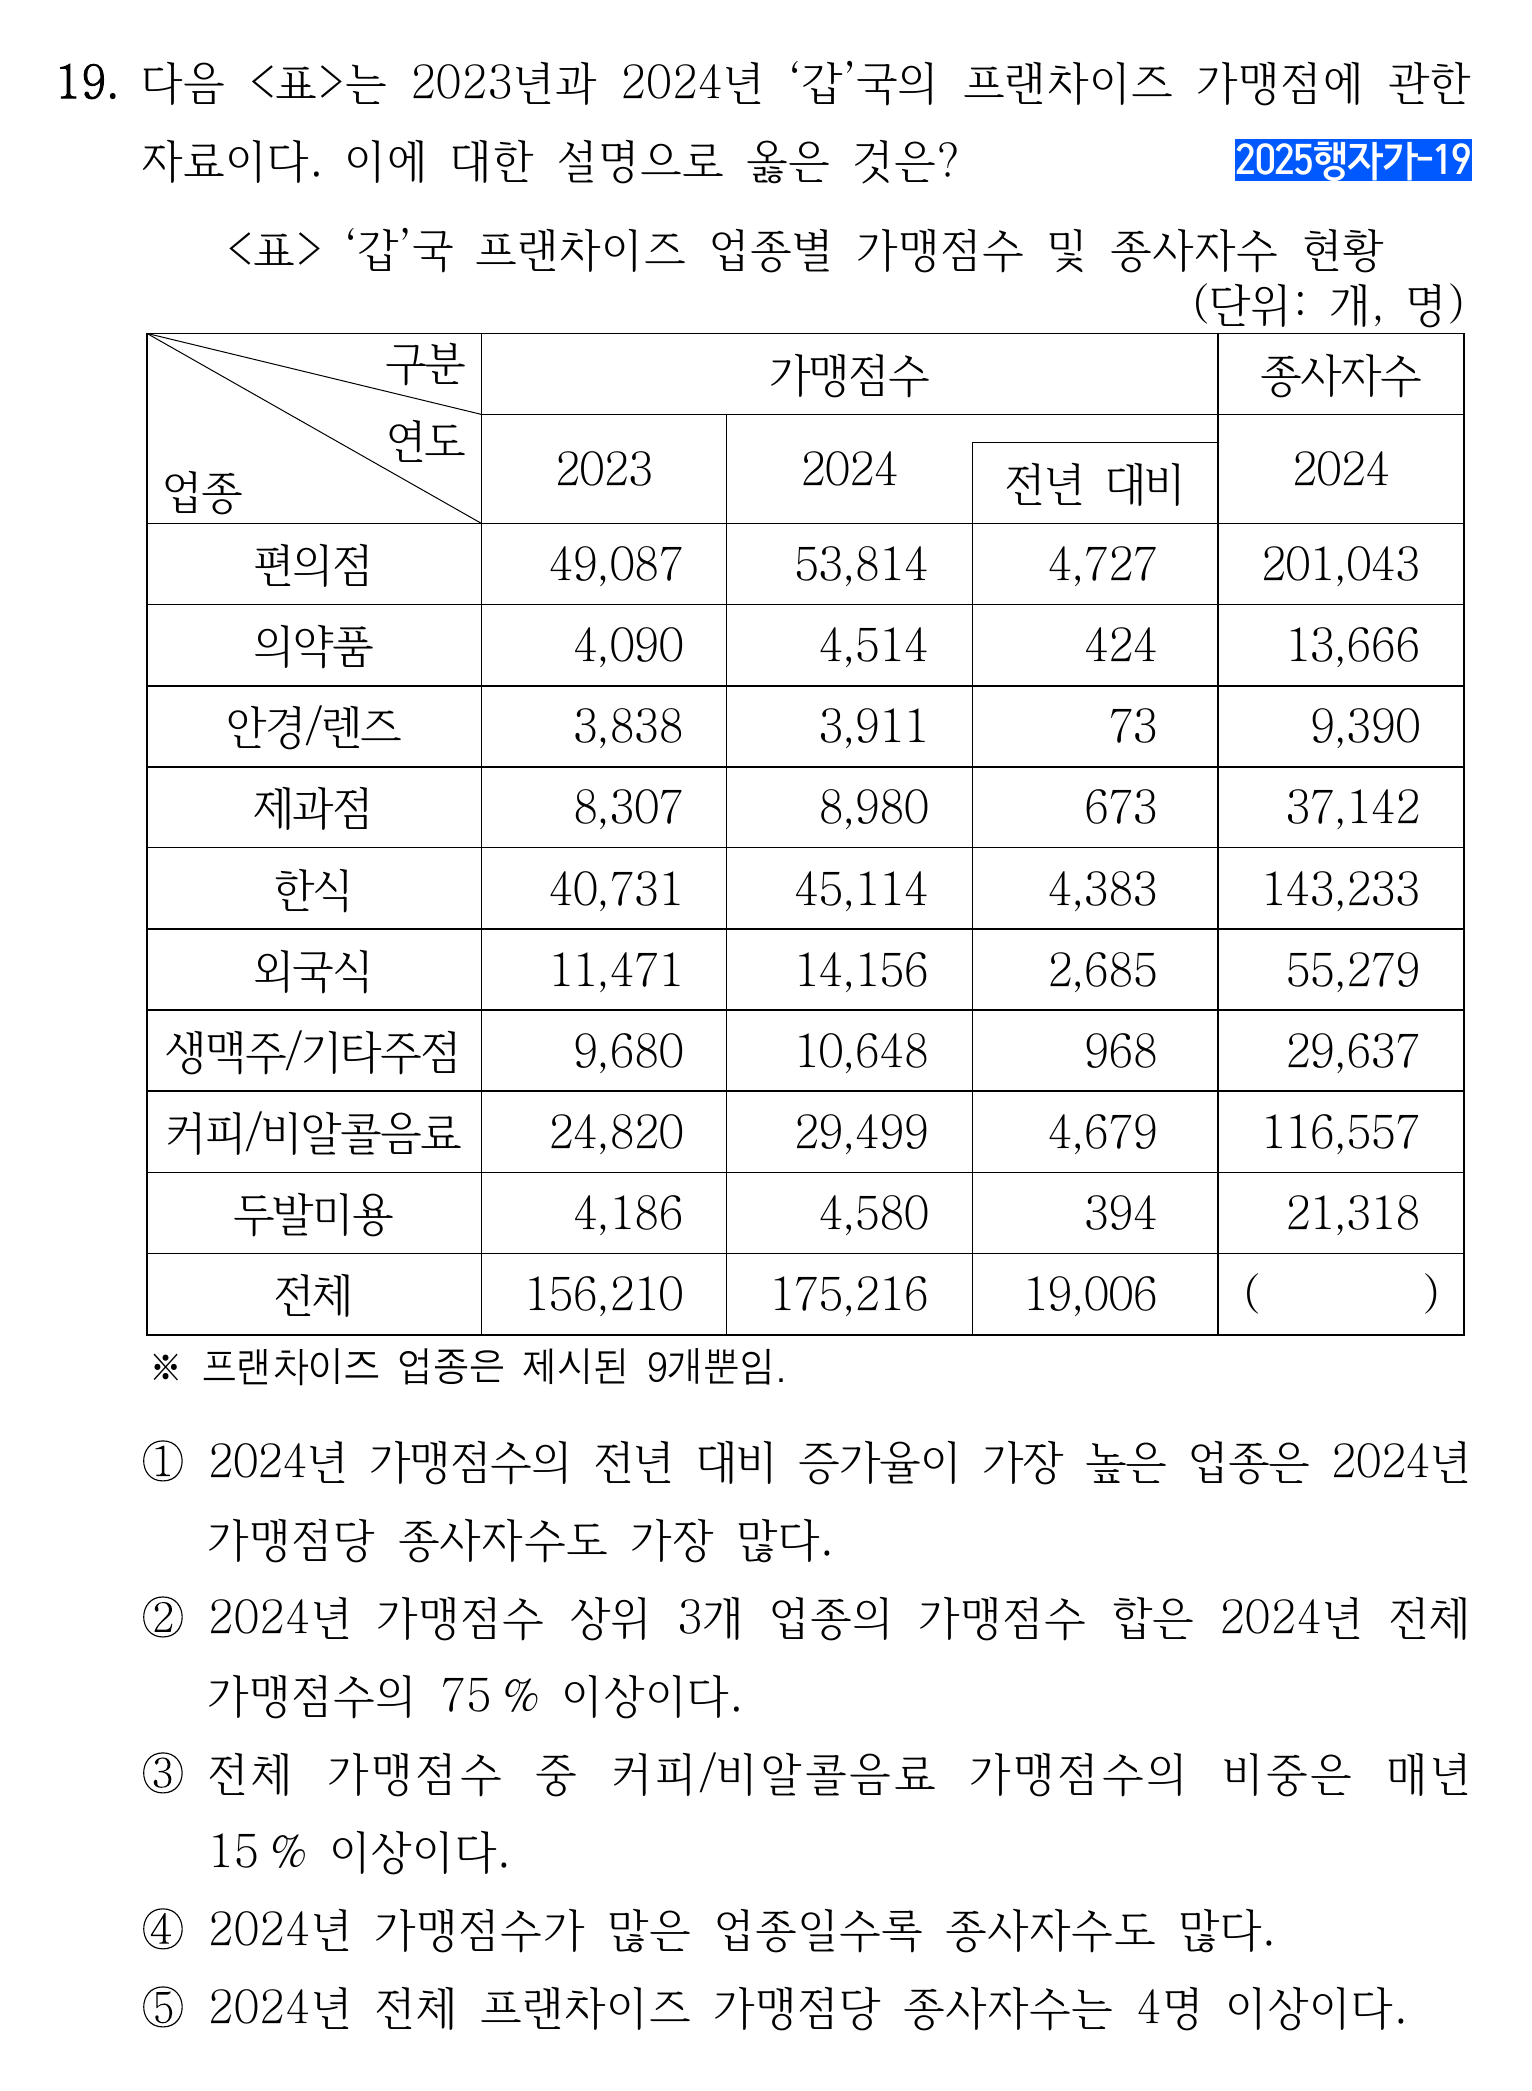 19. 다음 <표>는 2023년과 2024년 ‘갑’국의 프랜차이즈 가맹점에 관한
자료이다. 이에 대한 설명으로 옳은 것은?
2025행자가-19
<표> ‘갑’국 프랜차이즈 업종별 가맹점수 및 종사자수 현황
(단위: 개, 명)
구분 가맹점수 종사자수
연도 2023 2024 전년 대비 2024
업종
편의점 49,087 53,814 4,727 201,043
의약품 4,090 4,514 424 13,666
안경/렌즈 3,838 3,911 73 9,390
제과점 8,307 8,980 673 37,142
한식 40,731 45,114 4,383 143,233
외국식 11,471 14,156 2,685 55,279
생맥주/기타주점 9,680 10,648 968 29,637
커피/비알콜음료 24,820 29,499 4,679 116,557
두발미용 4,186 4,580 394 21,318
전체 156,210 175,216 19,006 ( )
※ 프랜차이즈 업종은 제시된 9개뿐임.
① 2024년 가맹점수의 전년 대비 증가율이 가장 높은 업종은 2024년
가맹점당 종사자수도 가장 많다.
② 2024년 가맹점수 상위 3개 업종의 가맹점수 합은 2024년 전체
가맹점수의 75 % 이상이다.
③ 전체 가맹점수 중 커피/비알콜음료 가맹점수의 비중은 매년
15 % 이상이다.
④ 2024년 가맹점수가 많은 업종일수록 종사자수도 많다.
⑤ 2024년 전체 프랜차이즈 가맹점당 종사자수는 4명 이상이다.